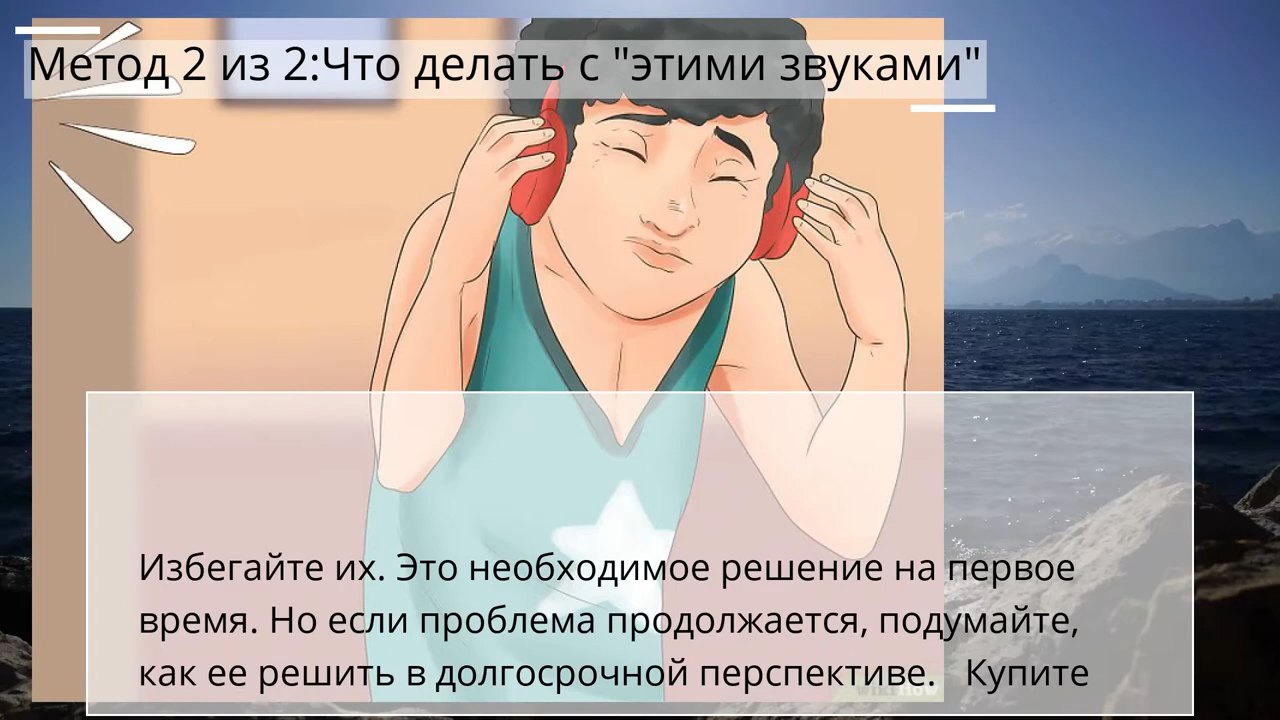 Метод 2 из 2:Что делать с "этими звуками"
Избегайте их. Это необходимое решение на первое
время. Но если проблема продолжается, подумайте,
как ее решить в долгосрочной перспективе. Купите
wikiHow